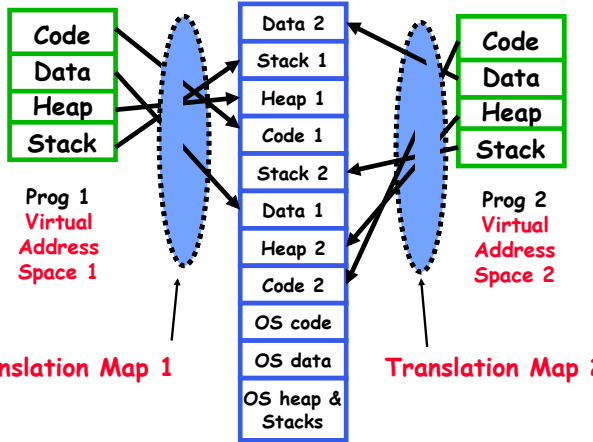 Code
Data
Heap
Stack
Prog 1
Virtual
Address
Space 1
Data 2
Stack 1
Heap 1
Code 1
Stack 2
Data 1
Heap 2
Code 2
OS code
OS data
OS heap &
Stacks
Code
Data
Heap
Stack
Prog 2
Virtual
Address
Space 2
nslation Map 1
Translation Map 2